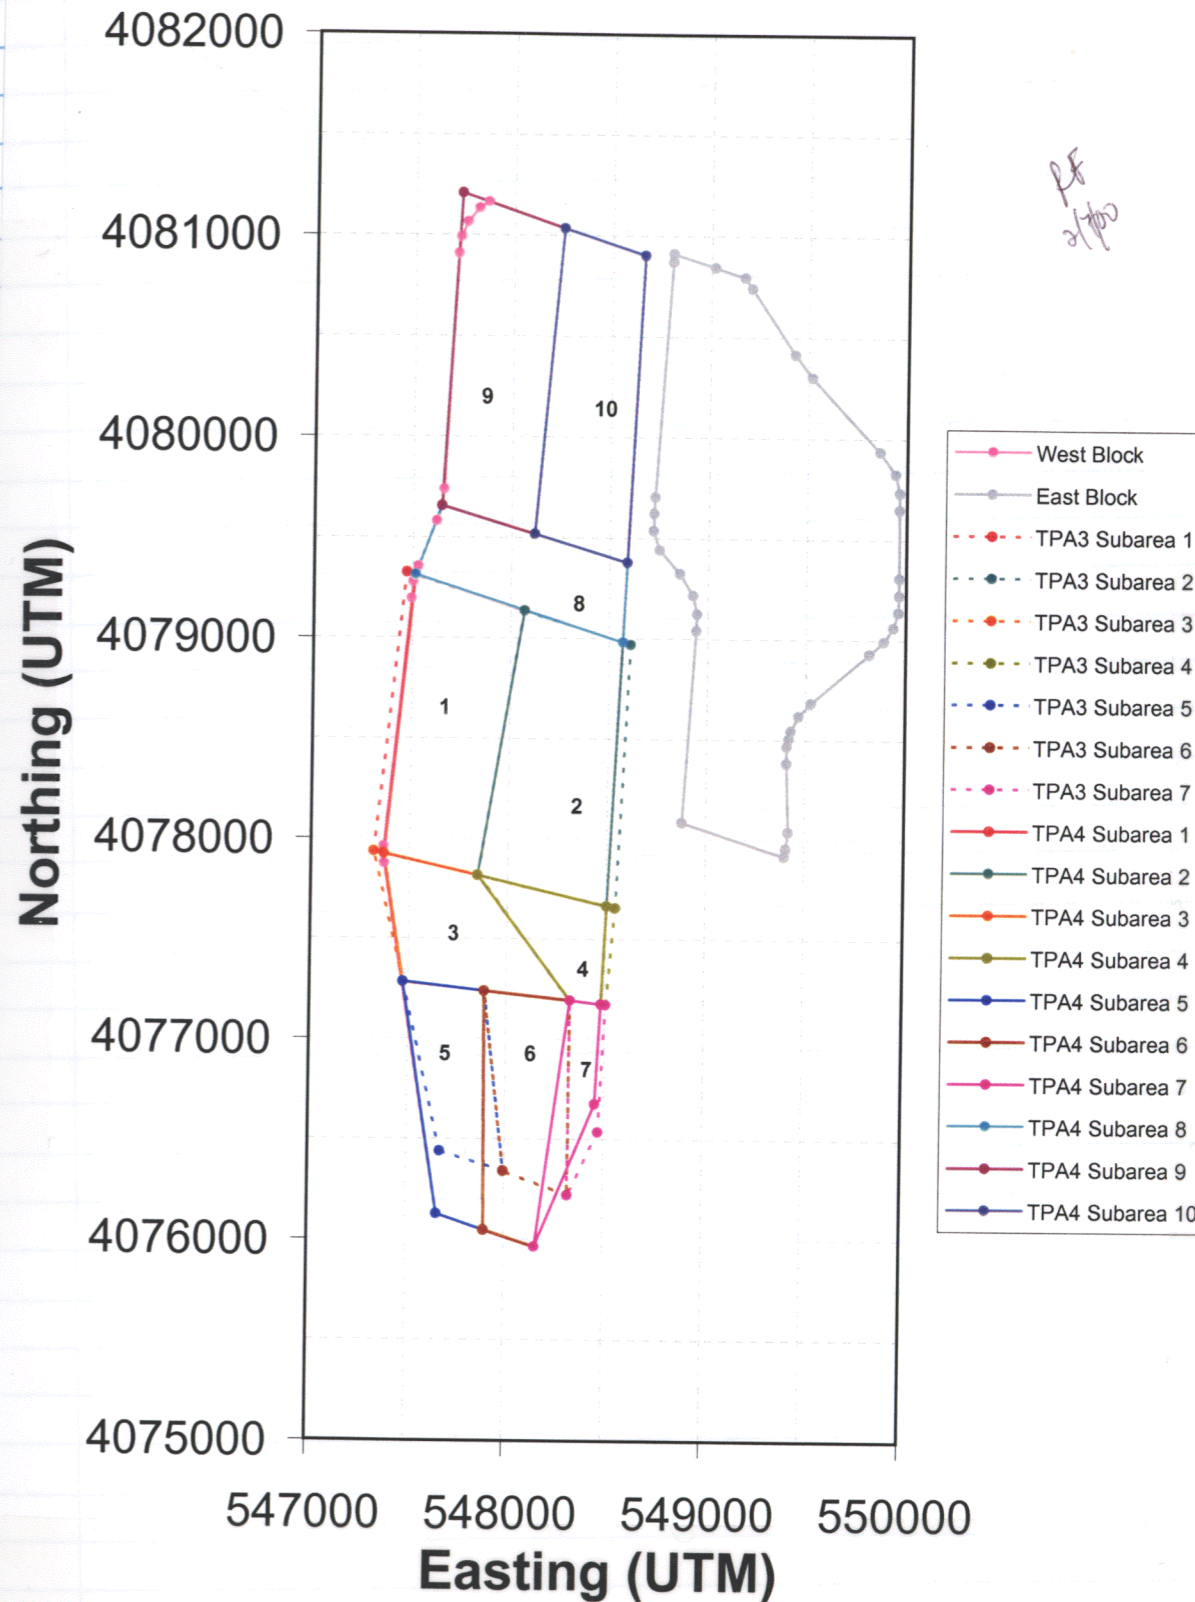 4082000
4081000
4080000
4079000
4078000
4077000
4076000
4075000
Northing (UTM)
547000 548000 549000 550000
Easting (UTM)
9
10
8
1
2
3
4
5
6
7
West Block
East Block
TPA3 Subarea 1
TPA3 Subarea 2
TPA3 Subarea 3
TPA3 Subarea 4
TPA3 Subarea 5
TPA3 Subarea 6
TPA3 Subarea 7
TPA4 Subarea 1
TPA4 Subarea 2
TPA4 Subarea 3
TPA4 Subarea 4
TPA4 Subarea 5
TPA4 Subarea 6
TPA4 Subarea 7
TPA4 Subarea 8
TPA4 Subarea 9
TPA4 Subarea 10